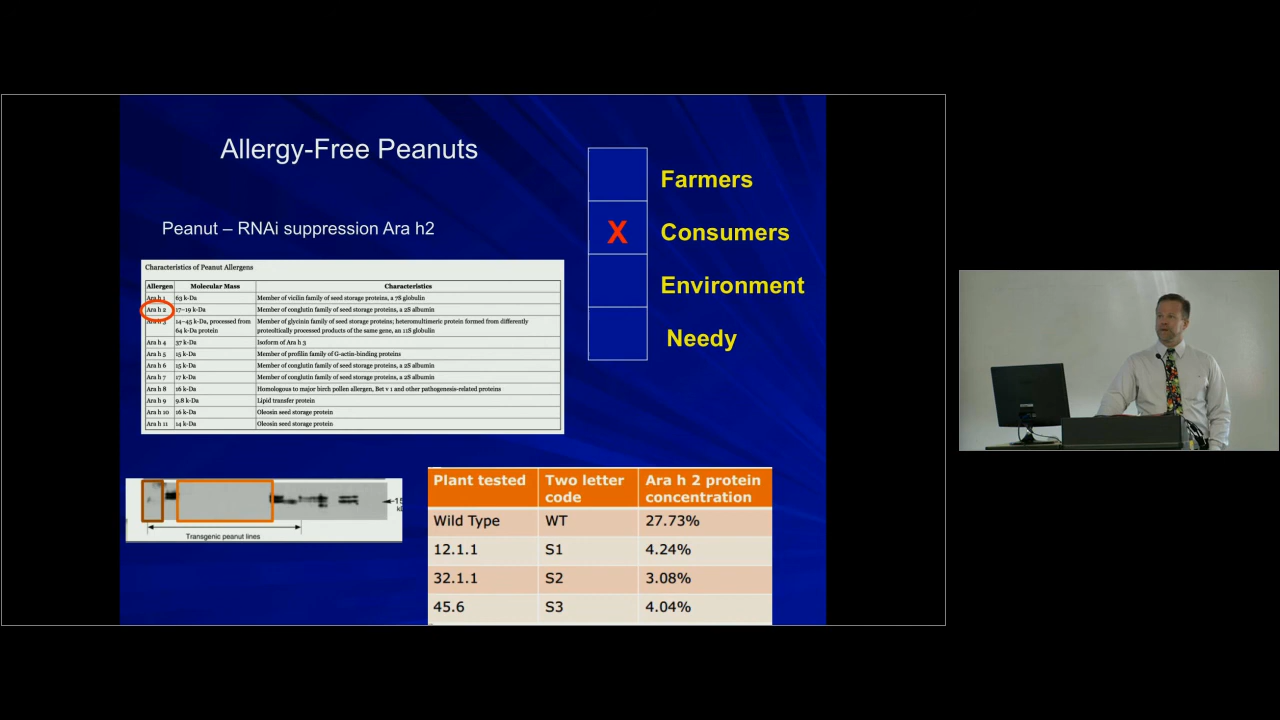 Allergy-Free Peanuts
Farmers
X Consumers
Environment
Needy
Peanut – RNAi suppression Ara h2
Characteristics of Peanut Allergens
Allergen Molecular Mass Characteristics
Ara h 1 63 k-Da Member of vicilin family of seed storage proteins, a 7S globulin
Ara h 2 17–19 k-Da Member of conglutin family of seed storage proteins, a 2S albumin
Ara h 3 14–45 k-Da, processed from Member of glycinin family of seed storage proteins; heteromultimeric protein formed from differently
64 k-Da protein proteoltically processed products of the same gene, an 11S globulin
Ara h 4 37 k-Da Isoform of Ara h 3
Ara h 5 15 k-Da Member of profilin family of G-actin-binding proteins
Ara h 6 15 k-Da Member of conglutin family of seed storage proteins, a 2S albumin
Ara h 7 17 k-Da Member of conglutin family of seed storage proteins, a 2S albumin
Ara h 8 16 k-Da Homologous to major birch pollen allergen, Bet v 1 and other pathogenesis-related proteins
Ara h 9 9.8 k-Da Lipid transfer protein
Ara h 10 16 k-Da Oleosin seed storage protein
Ara h 11 14 k-Da Oleosin seed storage protein
Transgenic peanut lines
Plant tested Two letter code Ara h 2 protein concentration
Wild Type WT 27.73%
12.1.1 S1 4.24%
32.1.1 S2 3.08%
45.6 S3 4.04%